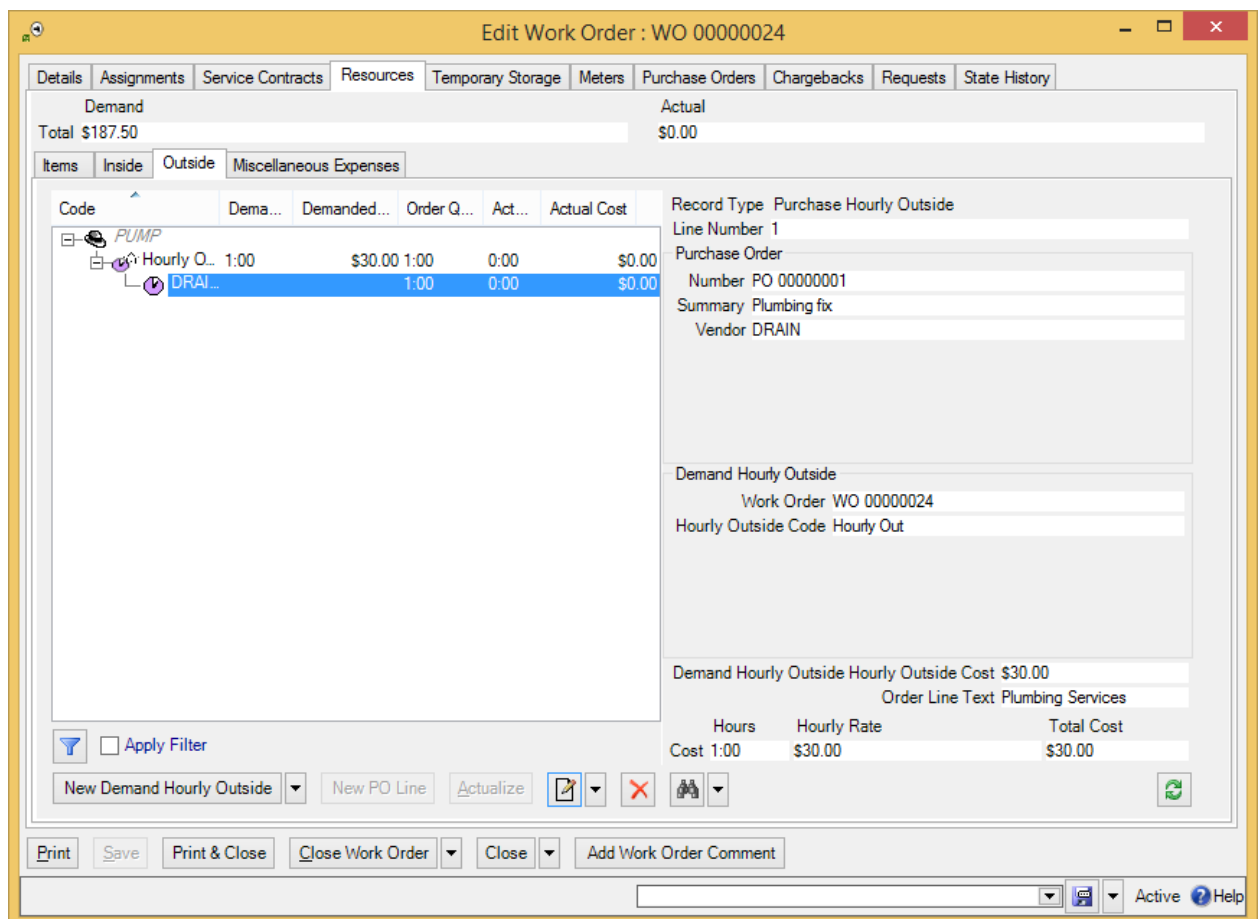 Edit Work Order : WO 00000024
Details Assignments Service Contracts Resources Temporary Storage Meters Purchase Orders Chargebacks Requests State History
Demand Actual
Total $187.50 $0.00
Items Inside Outside Miscellaneous Expenses
Code Dema... Demanded... Order Q... Act... Actual Cost
PUMP
Hourly O... 1:00 $30.00 1:00 0:00 $0.00
DRAI... 1:00 0:00 $0.00
Record Type Purchase Hourly Outside
Line Number 1
Purchase Order
Number PO 00000001
Summary Plumbing fix
Vendor DRAIN
Demand Hourly Outside
Work Order WO 00000024
Hourly Outside Code Hourly Out
Demand Hourly Outside Hourly Outside Cost $30.00
Order Line Text Plumbing Services
Hours Hourly Rate Total Cost
Cost 1:00 $30.00 $30.00
Apply Filter
New Demand Hourly Outside New PO Line Actualize
Print Save Print & Close Close Work Order Close Add Work Order Comment
Active Help